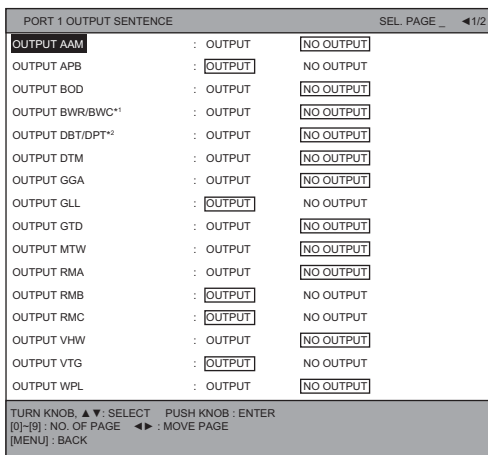 PORT 1 OUTPUT SENTENCE SEL. PAGE _ ◄1/2
OUTPUT AAM : OUTPUT NO OUTPUT
OUTPUT APB : OUTPUT NO OUTPUT
OUTPUT BOD : OUTPUT NO OUTPUT
OUTPUT BWR/BWC*1 : OUTPUT NO OUTPUT
OUTPUT DBT/DPT*2 : OUTPUT NO OUTPUT
OUTPUT DTM : OUTPUT NO OUTPUT
OUTPUT GGA : OUTPUT NO OUTPUT
OUTPUT GLL : OUTPUT NO OUTPUT
OUTPUT GTD : OUTPUT NO OUTPUT
OUTPUT MTW : OUTPUT NO OUTPUT
OUTPUT RMA : OUTPUT NO OUTPUT
OUTPUT RMB : OUTPUT NO OUTPUT
OUTPUT RMC : OUTPUT NO OUTPUT
OUTPUT VHW : OUTPUT NO OUTPUT
OUTPUT VTG : OUTPUT NO OUTPUT
OUTPUT WPL : OUTPUT NO OUTPUT
TURN KNOB, ▲▼: SELECT PUSH KNOB : ENTER
[0]~[9] : NO. OF PAGE ◄► : MOVE PAGE
[MENU] : BACK